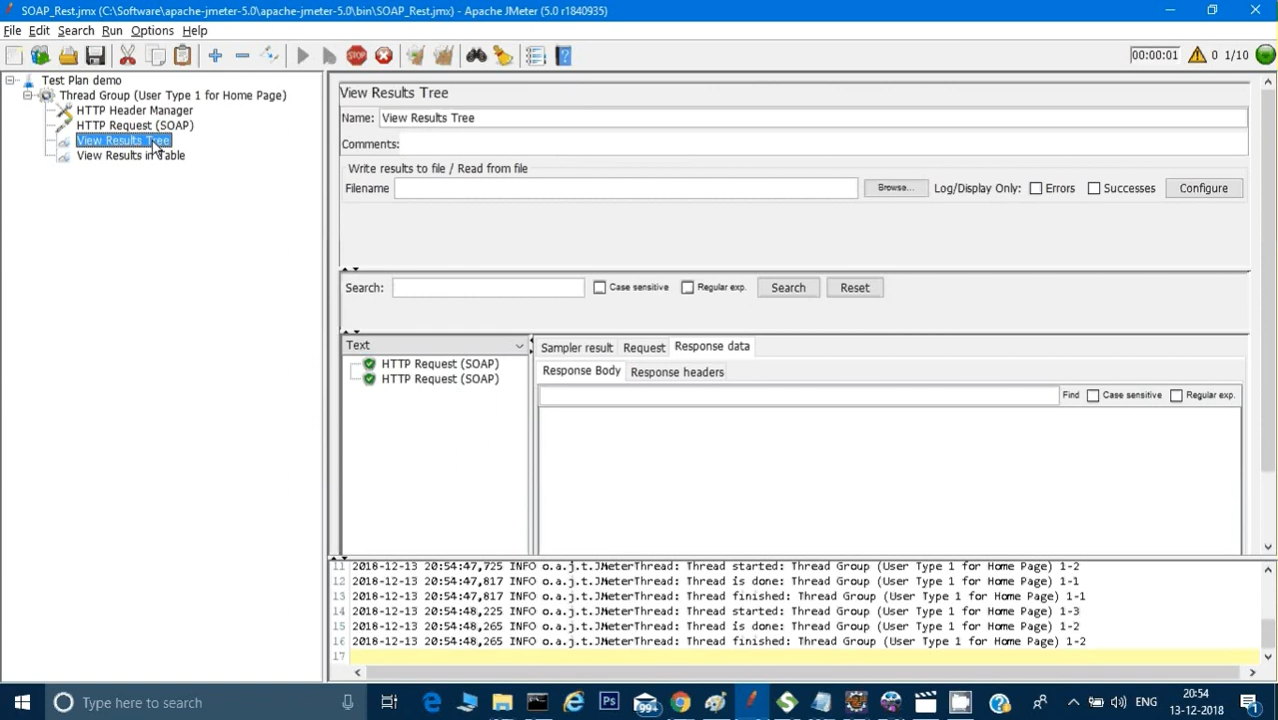 SOAP_Rest.jmx (C:\Software\apache-jmeter-5.0\apache-jmeter-5.0\bin\SOAP_Rest.jmx) - Apache JMeter (5.0 r1840935)
File Edit Search Run Options Help
00:00:01 0 1/10
Test Plan demo
Thread Group (User Type 1 for Home Page)
HTTP Header Manager
HTTP Request (SOAP)
View Results Tree
View Results in Table
View Results Tree
Name: View Results Tree
Comments:
Write results to file / Read from file
Filename Browse... Log/Display Only: Errors Successes Configure
Search: Case sensitive Regular exp. Search Reset
Text
HTTP Request (SOAP)
HTTP Request (SOAP)
Sampler result Request Response data
Response Body Response headers
Find Case sensitive Regular exp.
11 2018-12-13 20:54:47,725 INFO o.a.j.t.JMeterThread: Thread started: Thread Group (User Type 1 for Home Page) 1-2
12 2018-12-13 20:54:47,817 INFO o.a.j.t.JMeterThread: Thread is done: Thread Group (User Type 1 for Home Page) 1-1
13 2018-12-13 20:54:47,817 INFO o.a.j.t.JMeterThread: Thread finished: Thread Group (User Type 1 for Home Page) 1-1
14 2018-12-13 20:54:48,225 INFO o.a.j.t.JMeterThread: Thread started: Thread Group (User Type 1 for Home Page) 1-3
15 2018-12-13 20:54:48,265 INFO o.a.j.t.JMeterThread: Thread is done: Thread Group (User Type 1 for Home Page) 1-2
16 2018-12-13 20:54:48,265 INFO o.a.j.t.JMeterThread: Thread finished: Thread Group (User Type 1 for Home Page) 1-2
17
Type here to search
Ps
99+
ENG
20:54
13-12-2018
1